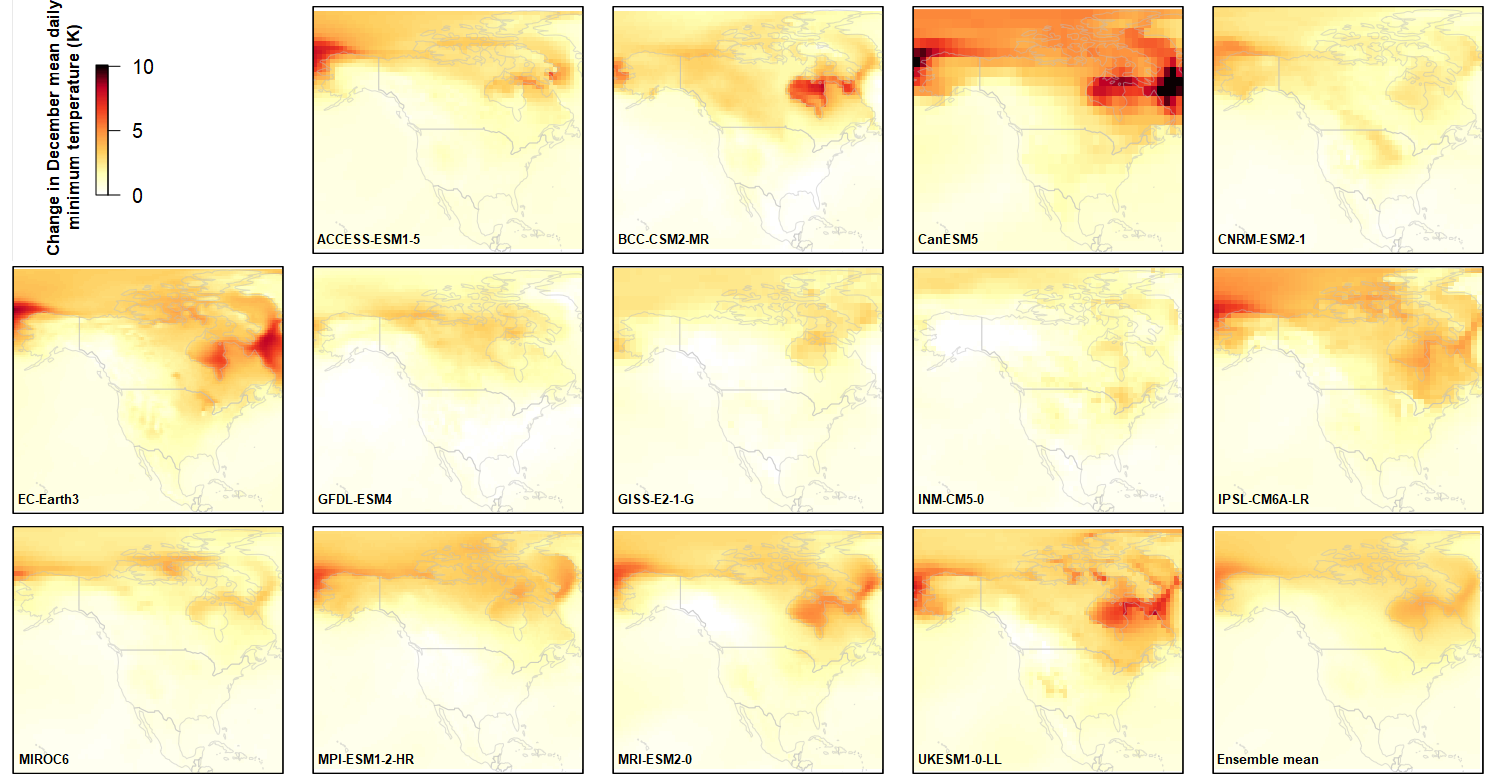 Change in December mean daily
minimum temperature (K)
10
5
0
ACCESS-ESM1-5
BCC-CSM2-MR
CanESM5
CNRM-ESM2-1
EC-Earth3
GFDL-ESM4
GISS-E2-1-G
INM-CM5-0
IPSL-CM6A-LR
MIROC6
MPI-ESM1-2-HR
MRI-ESM2-0
UKESM1-0-LL
Ensemble mean